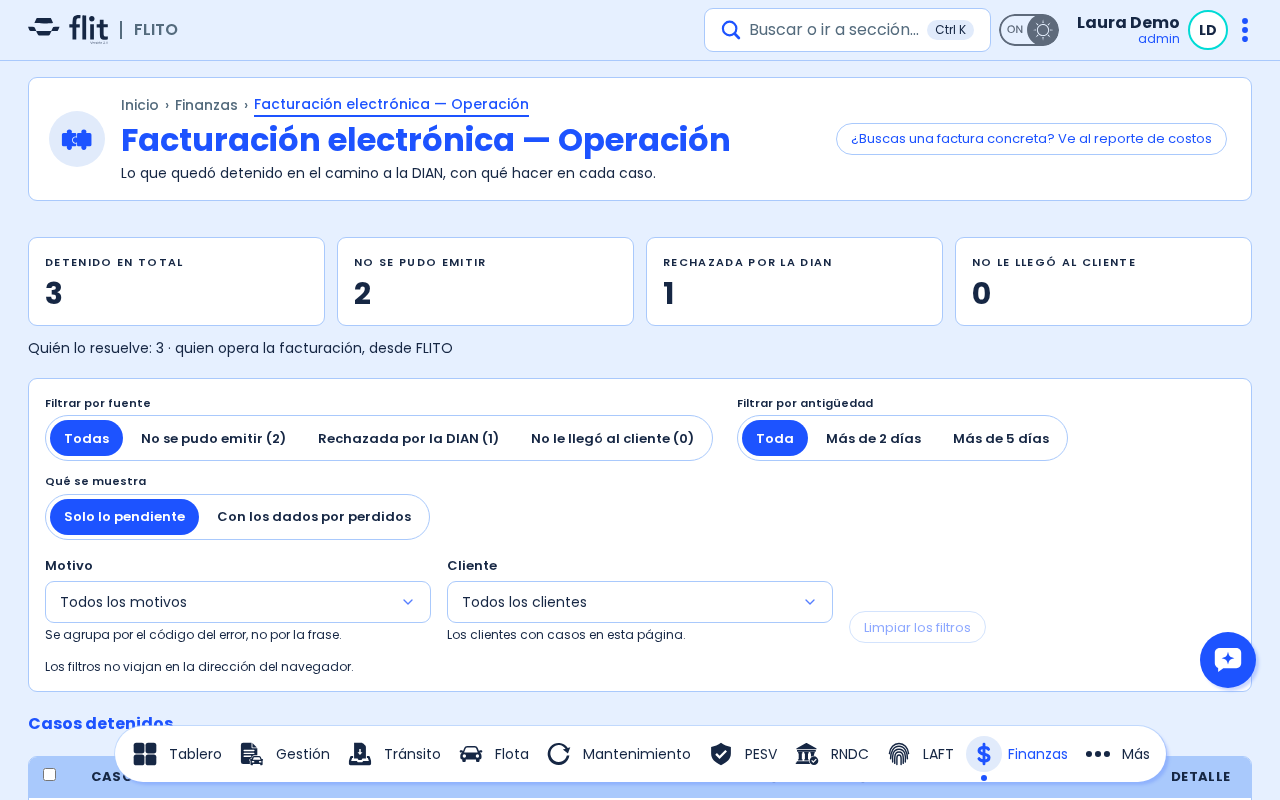 flit | FLITO
Buscar o ir a sección... Ctrl K
ON
Laura Demo
admin
LD
Inicio › Finanzas › Facturación electrónica — Operación
Facturación electrónica — Operación
Lo que quedó detenido en el camino a la DIAN, con qué hacer en cada caso.
¿Buscas una factura concreta? Ve al reporte de costos
DETENIDO EN TOTAL
3
NO SE PUDO EMITIR
2
RECHAZADA POR LA DIAN
1
NO LE LLEGÓ AL CLIENTE
0
Quién lo resuelve: 3 · quien opera la facturación, desde FLITO
Filtrar por fuente
Todas No se pudo emitir (2) Rechazada por la DIAN (1) No le llegó al cliente (0)
Filtrar por antigüedad
Toda Más de 2 días Más de 5 días
Qué se muestra
Solo lo pendiente Con los dados por perdidos
Motivo
Todos los motivos
Se agrupa por el código del error, no por la frase.
Cliente
Todos los clientes
Los clientes con casos en esta página.
Limpiar los filtros
Los filtros no viajan en la dirección del navegador.
Casos detenidos
DETALLE
Tablero Gestión Tránsito Flota Mantenimiento PESV RNDC LAFT Finanzas Más